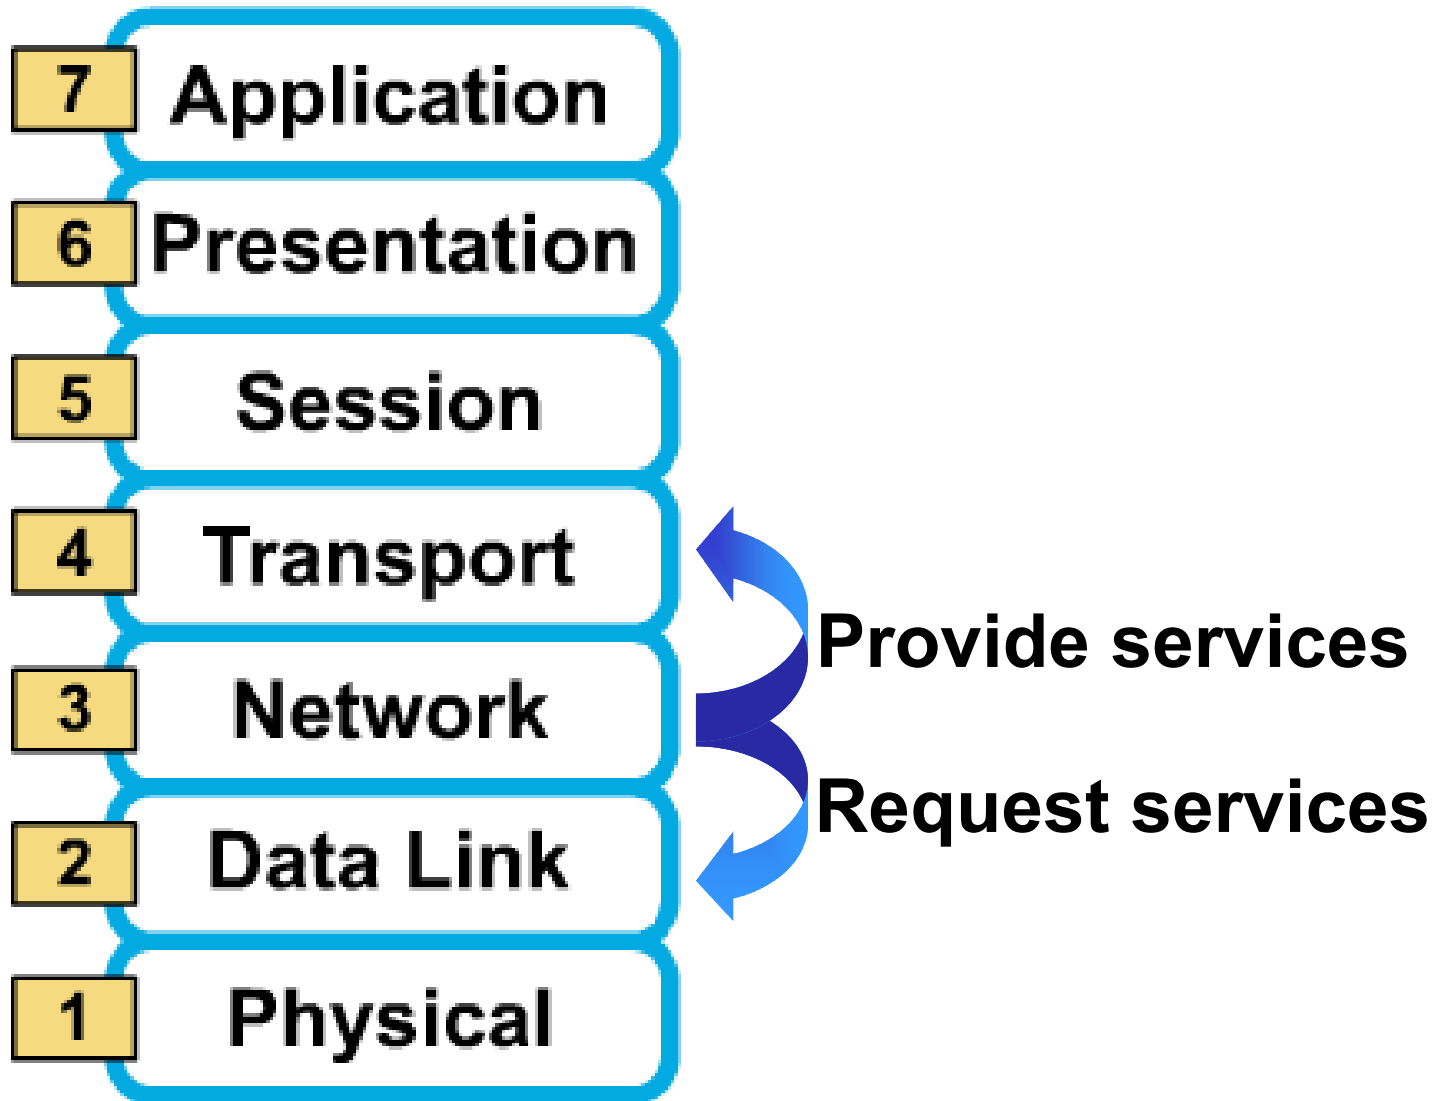 7 Application
6 Presentation
5 Session
4 Transport
Provide services
3 Network
Request services
2 Data Link
1 Physical